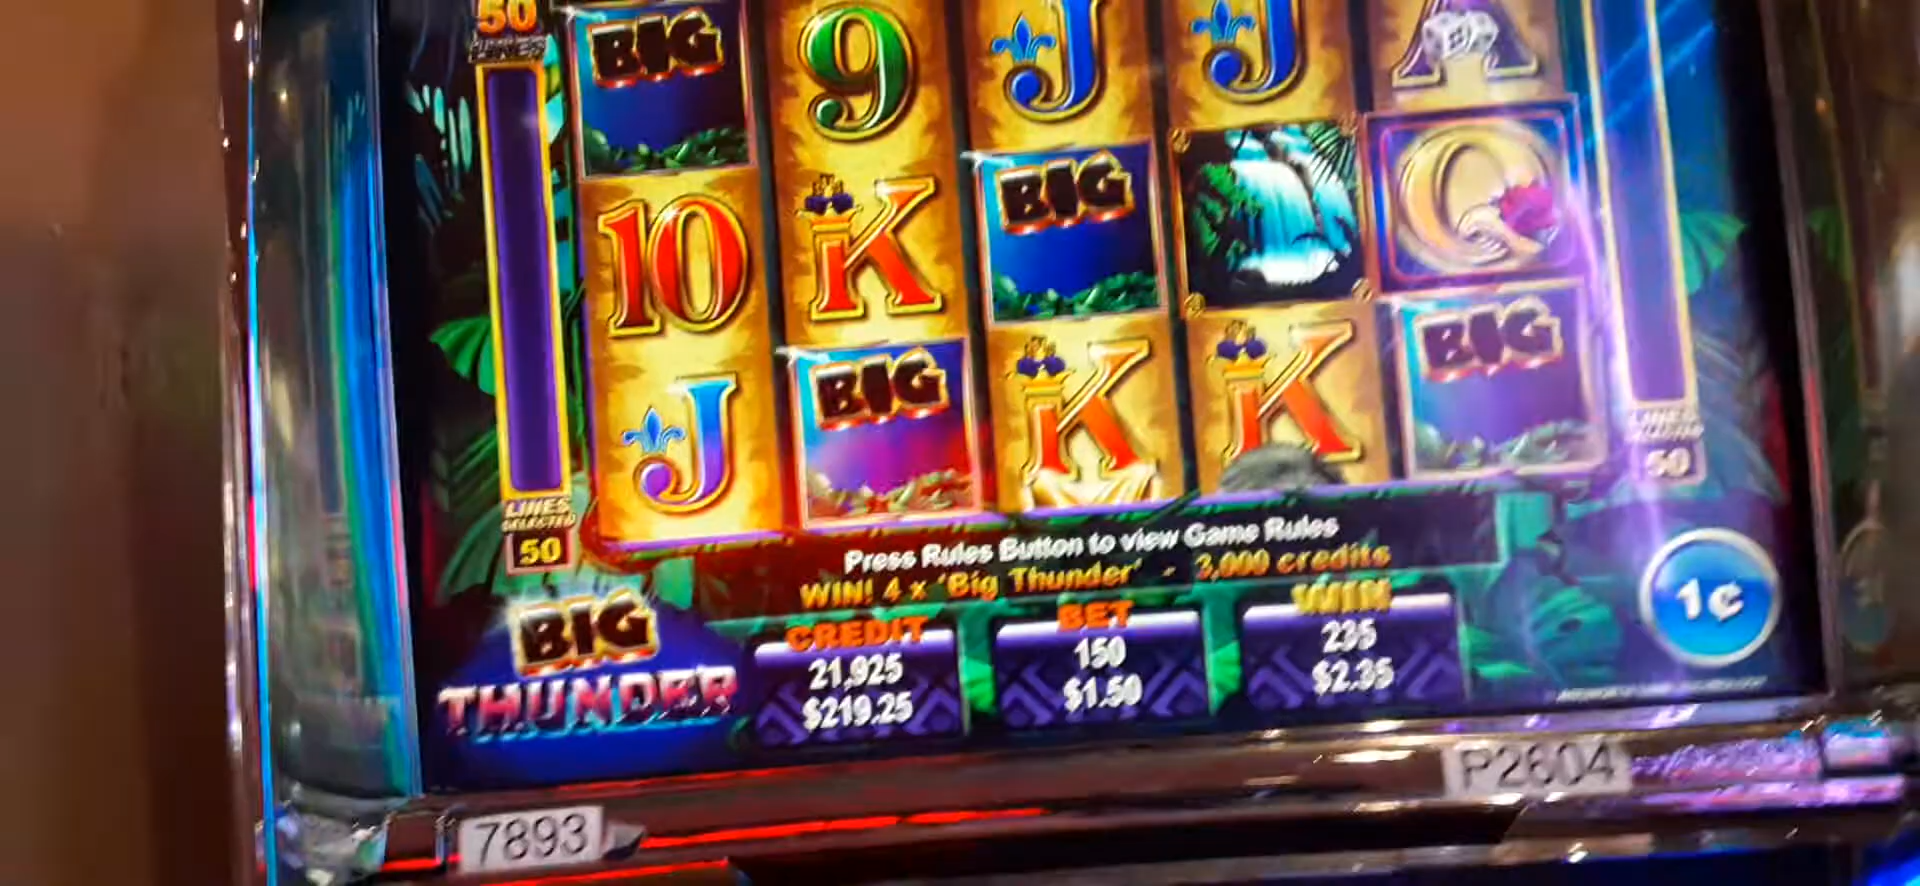 50
LINES
BIG 9 J J A
10 K BIG Q
J BIG K K BIG
LINES
SELECTED
50
LINES
SELECTED
50
Press Rules Button to view Game Rules
WIN! 4 x 'Big Thunder' - 3,000 credits
BIG
THUNDER
CREDIT
21,925
$219.25
BET
150
$1.50
WIN
235
$2.35
1¢
P2604
7893